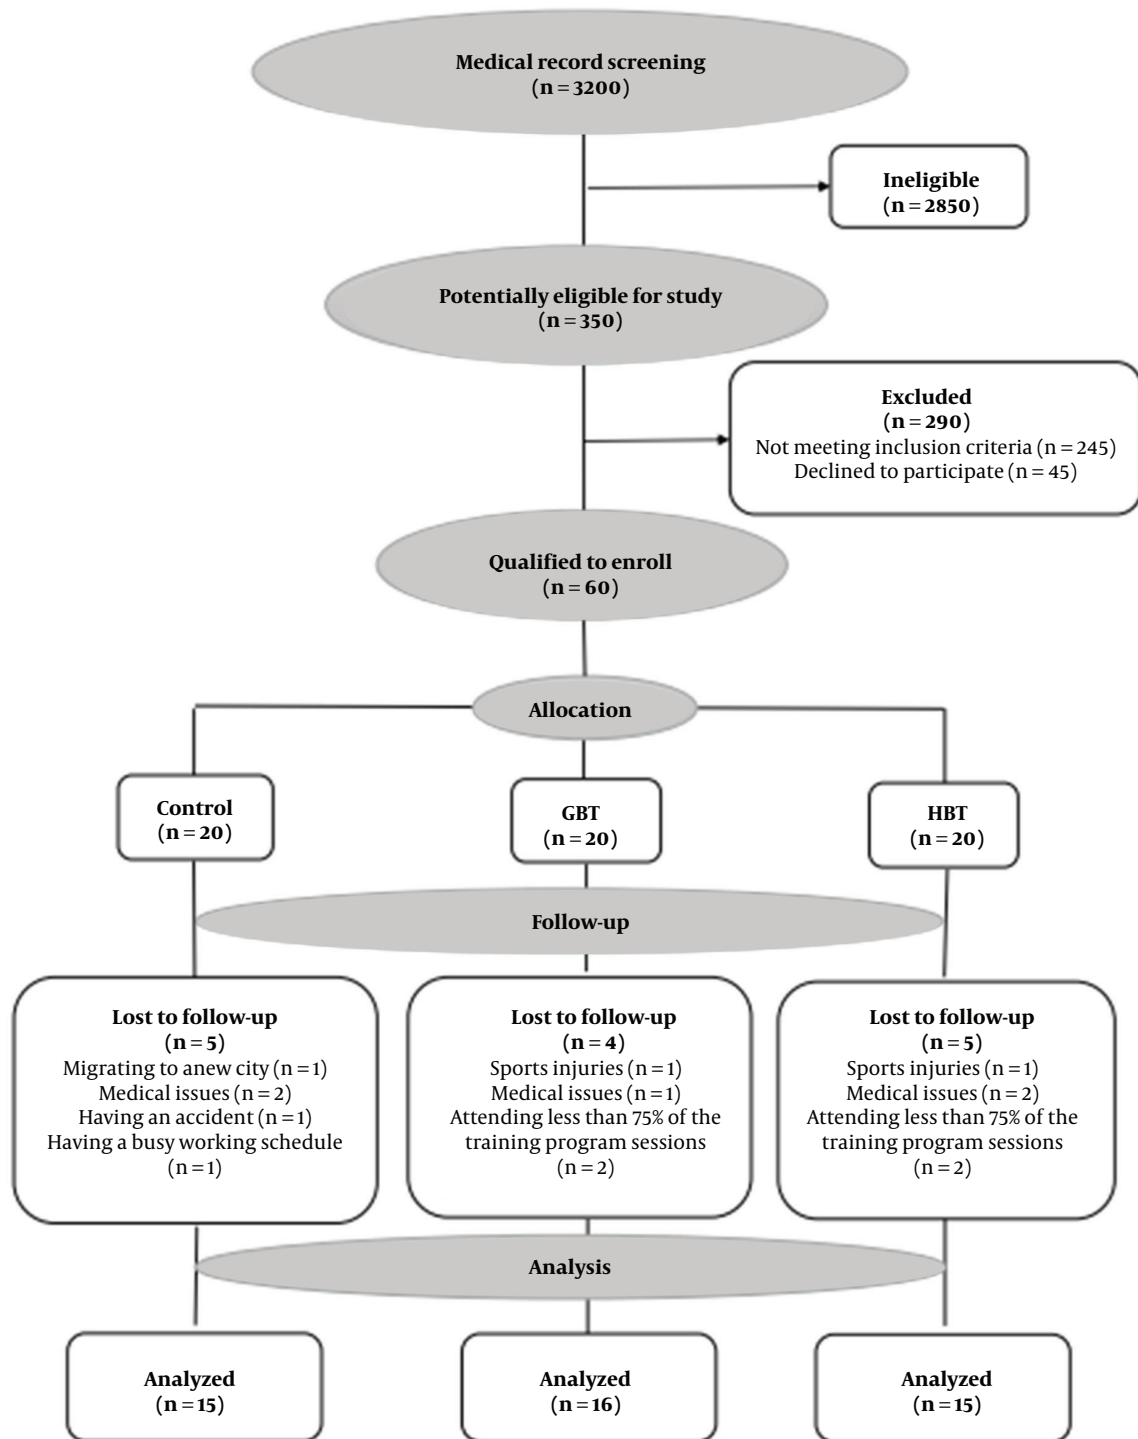 Medical record screening
(n = 3200)
Ineligible
(n = 2850)
Potentially eligible for study
(n = 350)
Excluded
(n = 290)
Not meeting inclusion criteria (n = 245)
Declined to participate (n = 45)
Qualified to enroll
(n = 60)
Allocation
Control
(n = 20)
GBT
(n = 20)
HBT
(n = 20)
Follow-up
Lost to follow-up
(n = 5)
Migrating to anew city (n = 1)
Medical issues (n = 2)
Having an accident (n = 1)
Having a busy working schedule
(n = 1)
Lost to follow-up
(n = 4)
Sports injuries (n = 1)
Medical issues (n = 1)
Attending less than 75% of the
training program sessions
(n = 2)
Lost to follow-up
(n = 5)
Sports injuries (n = 1)
Medical issues (n = 2)
Attending less than 75% of the
training program sessions
(n = 2)
Analysis
Analyzed
(n = 15)
Analyzed
(n = 16)
Analyzed
(n = 15)